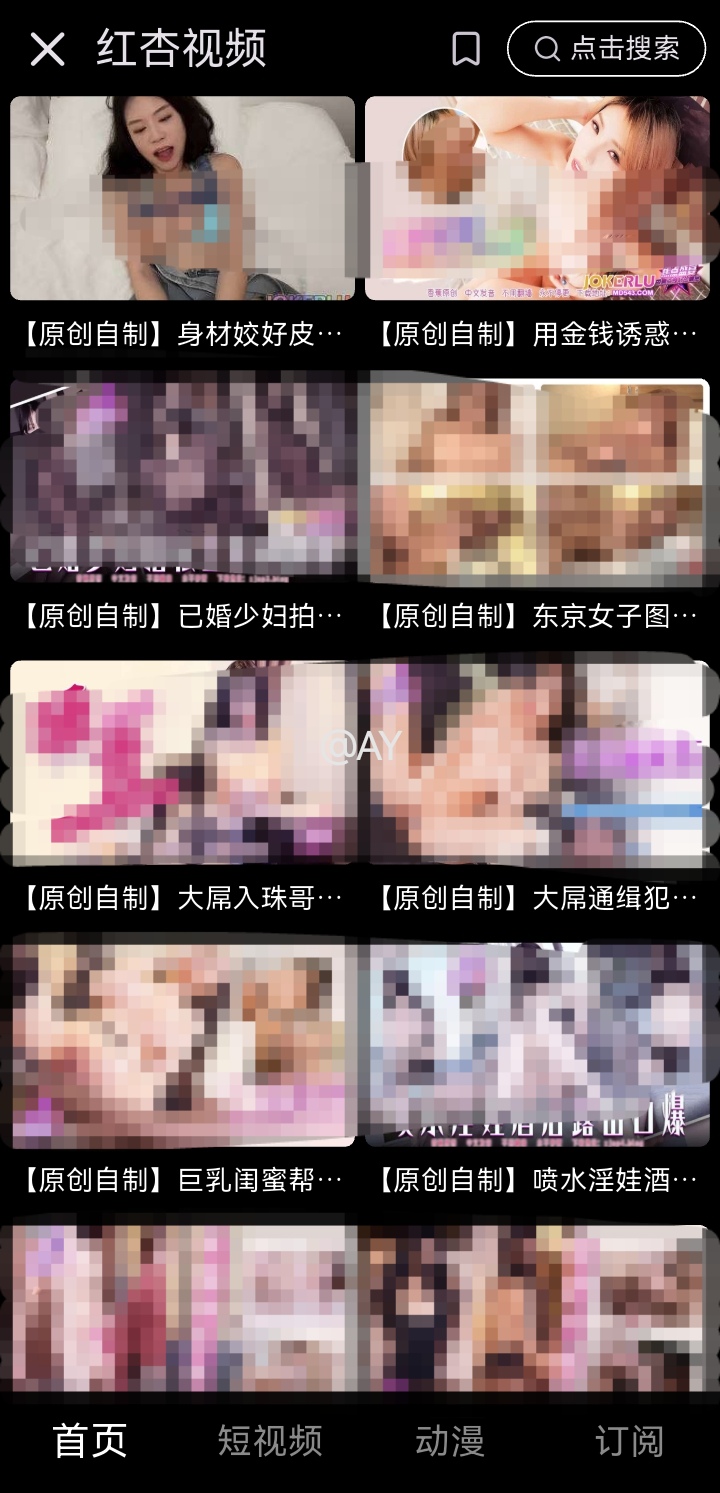 红杏视频
点击搜索
JOKERLU
MD543.COM
【原创自制】身材姣好皮···
【原创自制】用金钱诱惑···
【原创自制】已婚少妇拍···
【原创自制】东京女子图···
@AY
【原创自制】大屌入珠哥···
【原创自制】大屌通缉犯···
【原创自制】巨乳闺蜜帮···
【原创自制】喷水淫娃酒···
首页
短视频
动漫
订阅